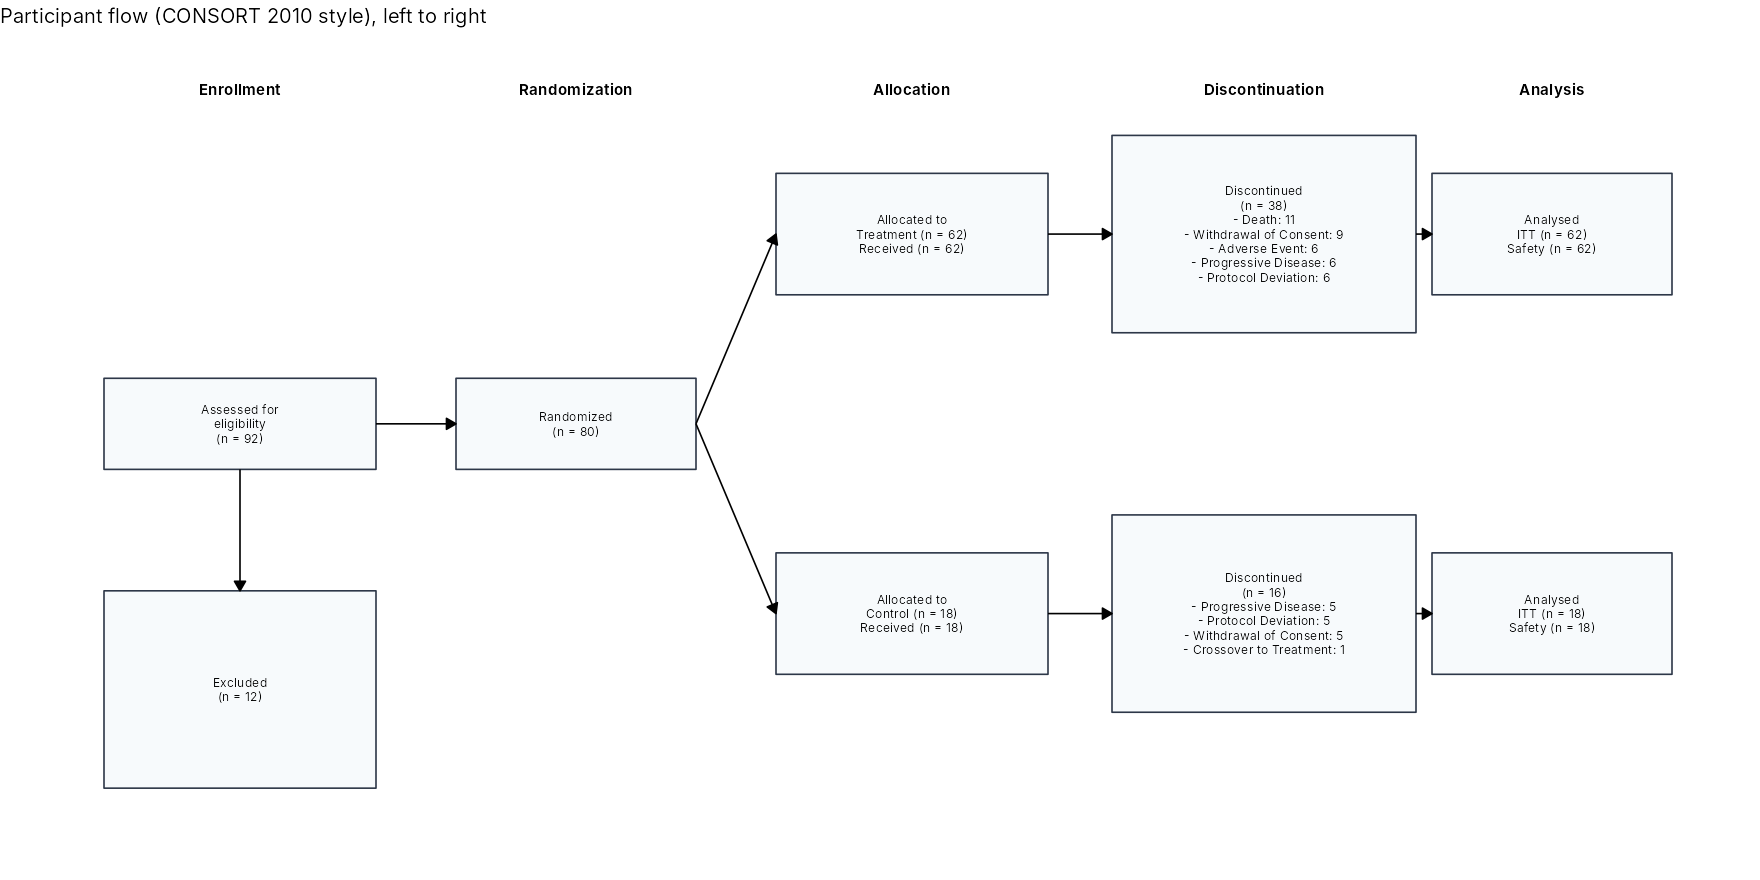 Participant flow (CONSORT 2010 style), left to right
Enrollment
Randomization
Allocation
Discontinuation
Analysis
Assessed for
eligibility
(n = 92)
Excluded
(n = 12)
Randomized
(n = 80)
Allocated to
Treatment (n = 62)
Received (n = 62)
Discontinued
(n = 38)
- Death: 11
- Withdrawal of Consent: 9
- Adverse Event: 6
- Progressive Disease: 6
- Protocol Deviation: 6
Analysed
ITT (n = 62)
Safety (n = 62)
Allocated to
Control (n = 18)
Received (n = 18)
Discontinued
(n = 16)
- Progressive Disease: 5
- Protocol Deviation: 5
- Withdrawal of Consent: 5
- Crossover to Treatment: 1
Analysed
ITT (n = 18)
Safety (n = 18)